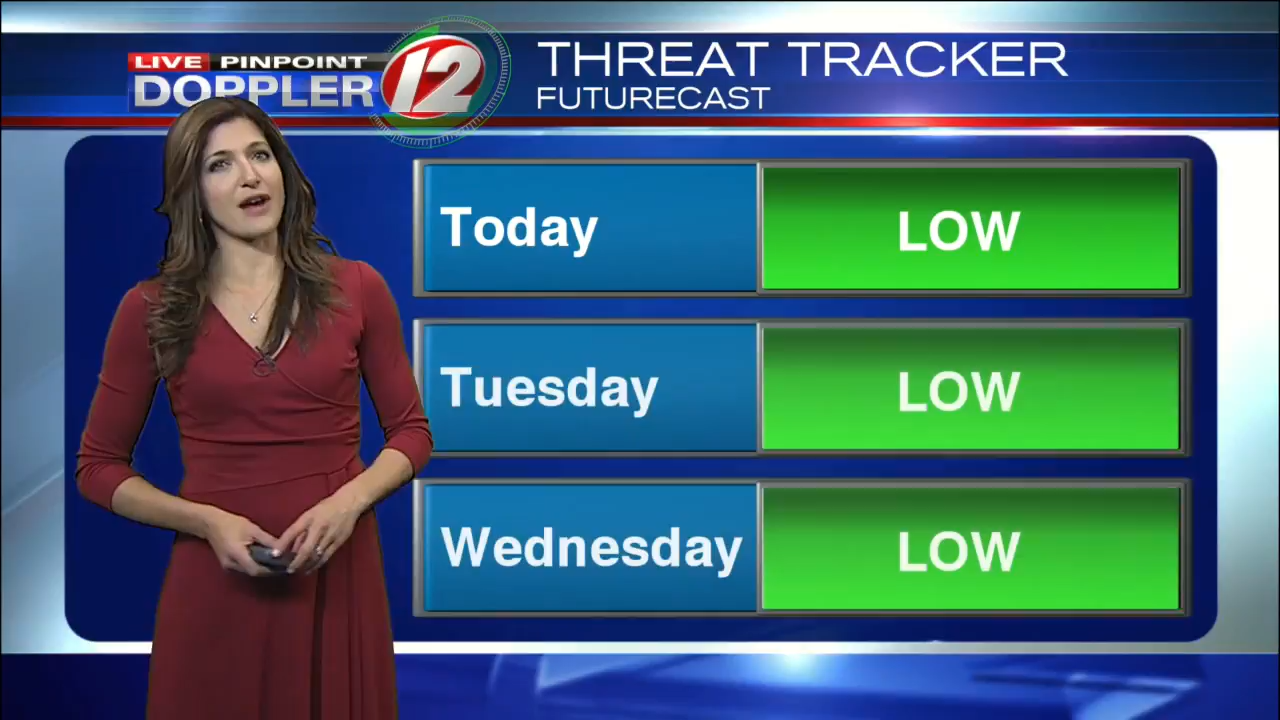 LIVE PINPOINT
DOPPLER 12
THREAT TRACKER
FUTURECAST
Today LOW
Tuesday LOW
Wednesday LOW